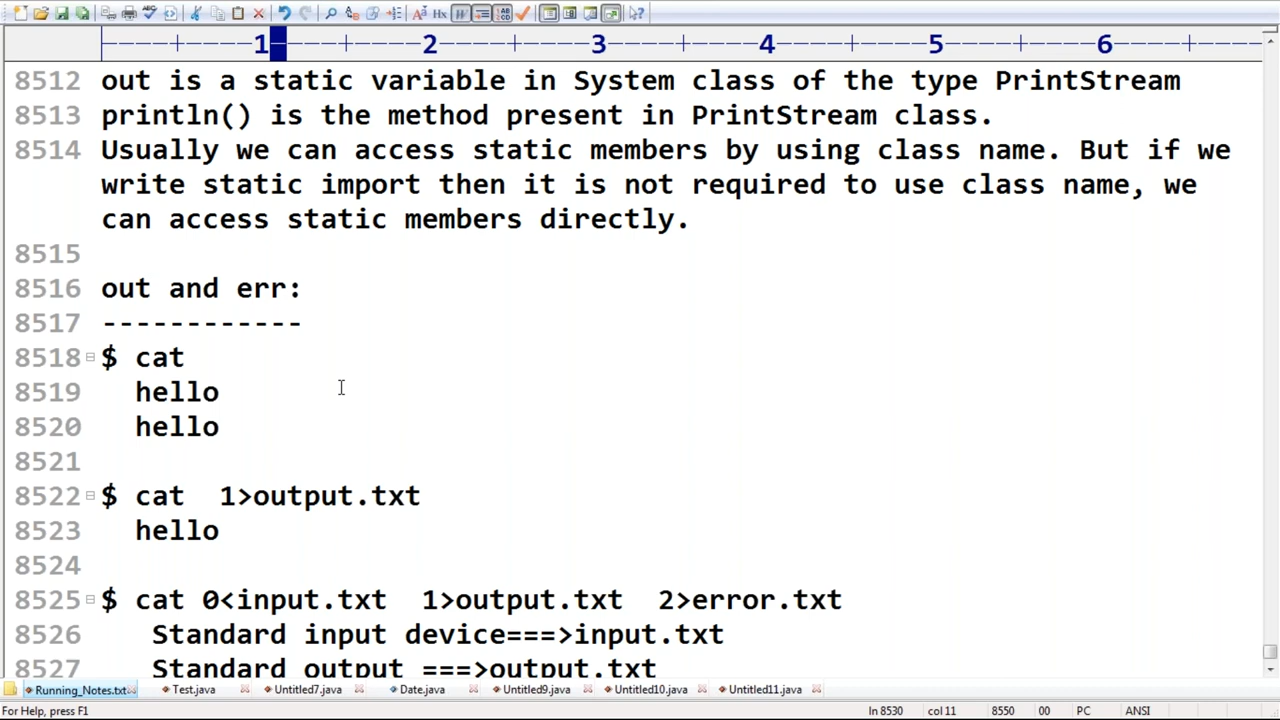 1 2 3 4 5 6
8512 out is a static variable in System class of the type PrintStream
8513 println() is the method present in PrintStream class.
8514 Usually we can access static members by using class name. But if we
write static import then it is not required to use class name, we
can access static members directly.
8515
8516 out and err:
8517 ------------
8518 $ cat
8519 hello
8520 hello
8521
8522 $ cat  1>output.txt
8523 hello
8524
8525 $ cat 0<input.txt  1>output.txt  2>error.txt
8526 Standard input device===>input.txt
8527 Standard output ===>output.txt
Running_Notes.txt Test.java Untitled7.java Date.java Untitled9.java Untitled10.java Untitled11.java
For Help, press F1 ln 8530 col 11 8550 00 PC ANSI